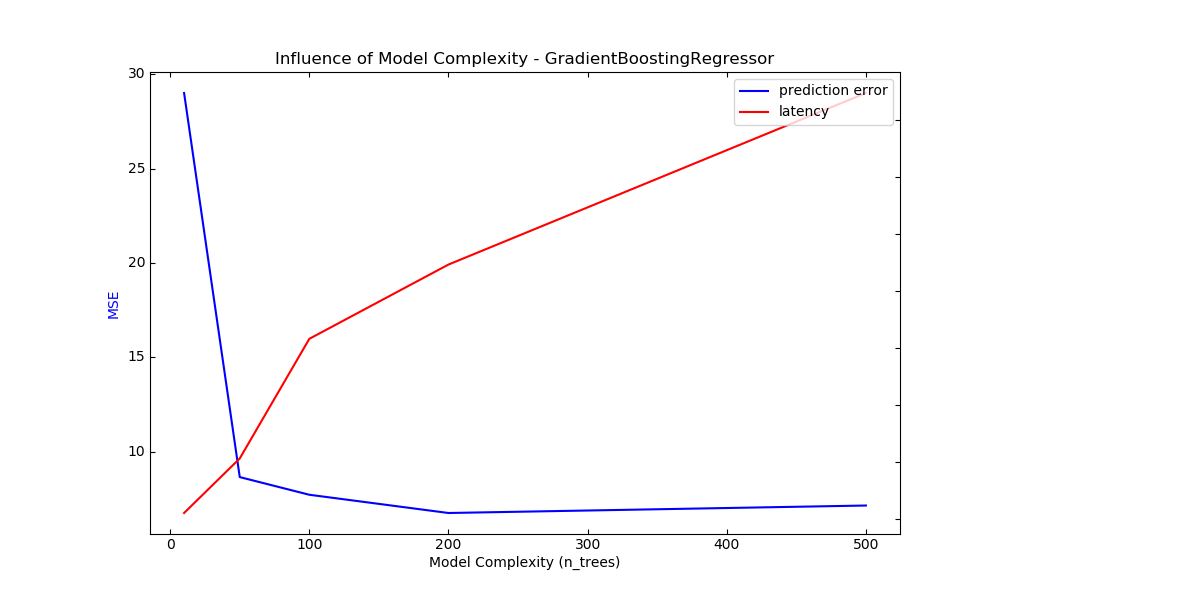 Influence of Model Complexity - GradientBoostingRegressor
prediction error
latency
30
25
20
15
10
MSE
0 100 200 300 400 500
Model Complexity (n_trees)